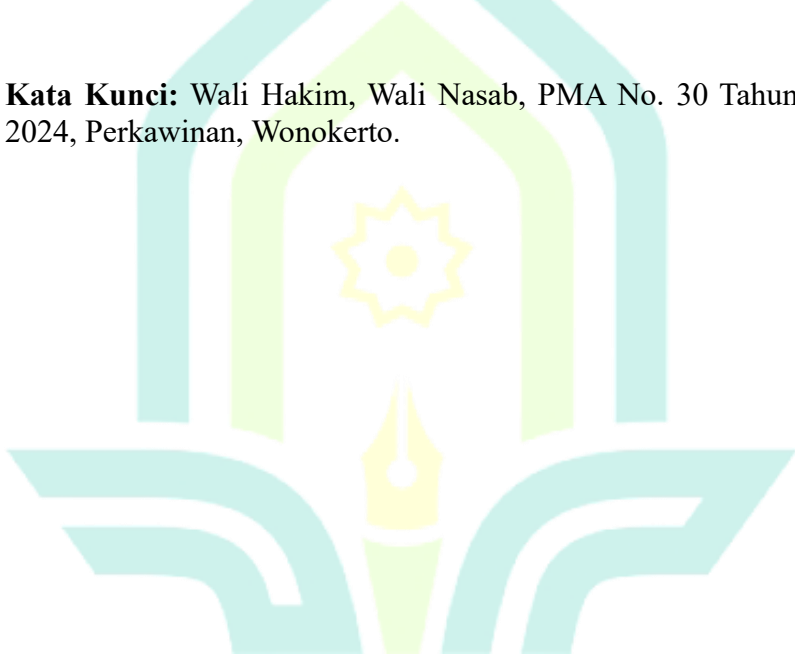 Kata Kunci: Wali Hakim, Wali Nasab, PMA No. 30 Tahun
2024, Perkawinan, Wonokerto.